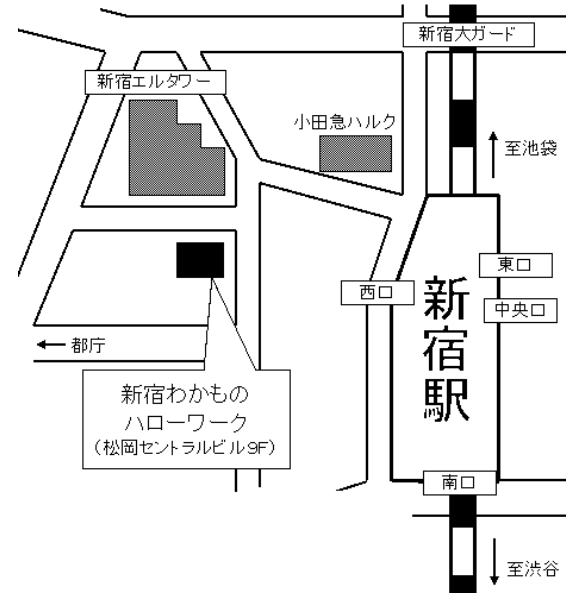 新宿大ガード
新宿エルタワー
小田急ハルク
至池袋
東口
西口
中央口
新宿駅
都庁
新宿わかもの
ハローワーク
(松岡セントラルビル9F)
南口
至渋谷